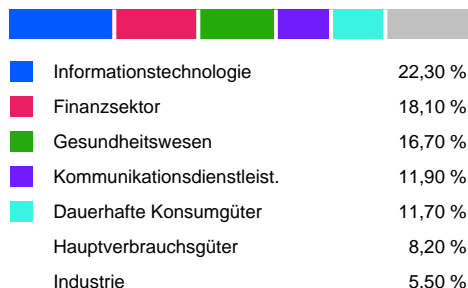 Informationstechnologie 22,30 %
Finanzsektor 18,10 %
Gesundheitswesen 16,70 %
Kommunikationsdienstleist. 11,90 %
Dauerhafte Konsumgüter 11,70 %
Hauptverbrauchsgüter 8,20 %
Industrie 5,50 %